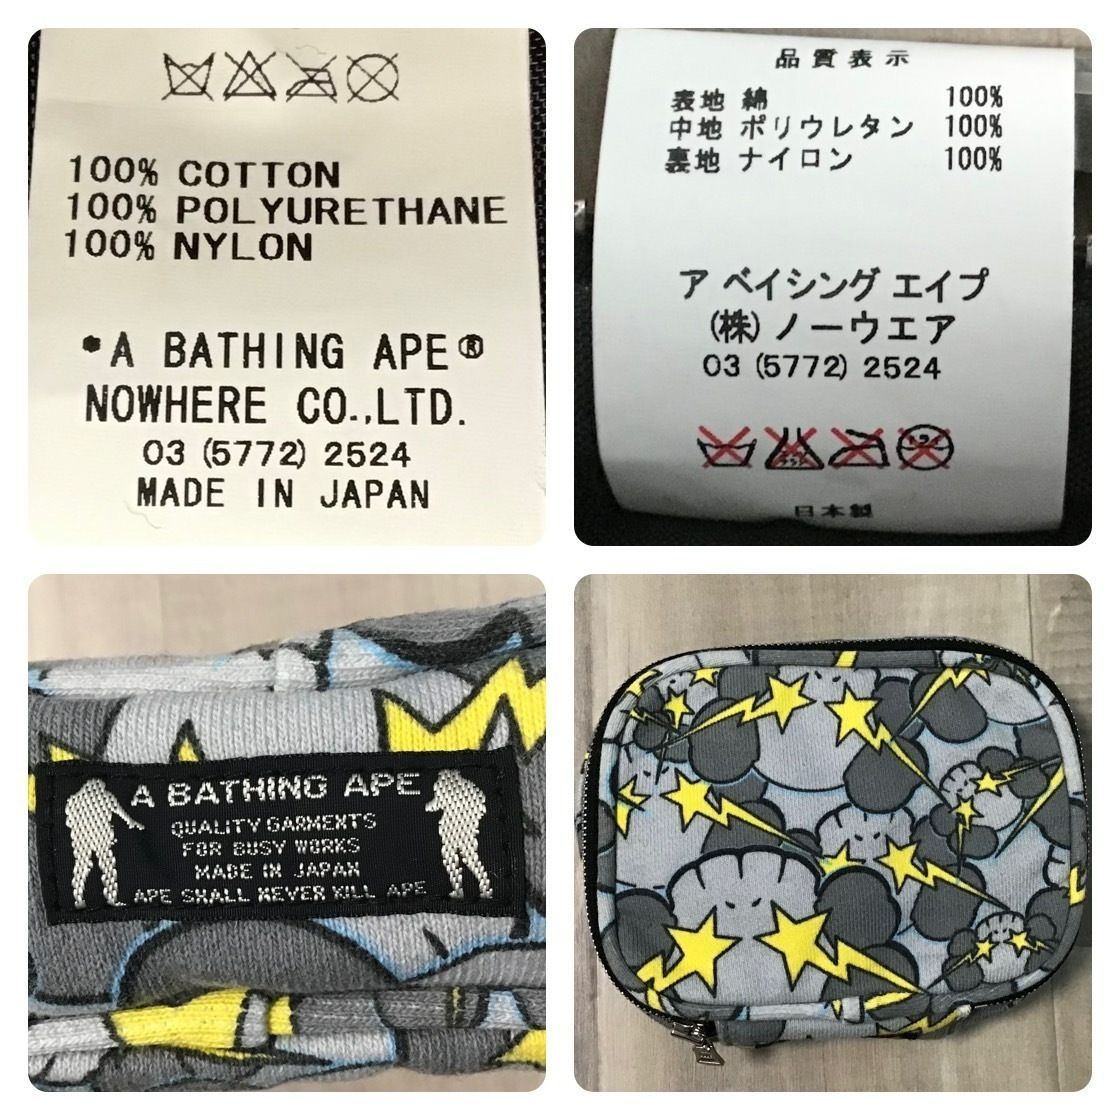 100% COTTON
100% POLYURETHANE
100% NYLON
•A BATHING APE®
NOWHERE CO.,LTD.
03 (5772) 2524
MADE IN JAPAN
品質表示
表地 綿 100%
中地 ポリウレタン 100%
裏地 ナイロン 100%
ア ベイシング エイプ
(株) ノーウエア
03 (5772) 2524
日本製
A BATHING APE
QUALITY GARMENTS
FOR BUSY WORKS
MADE IN JAPAN
APE SHALL NEVER KILL APE